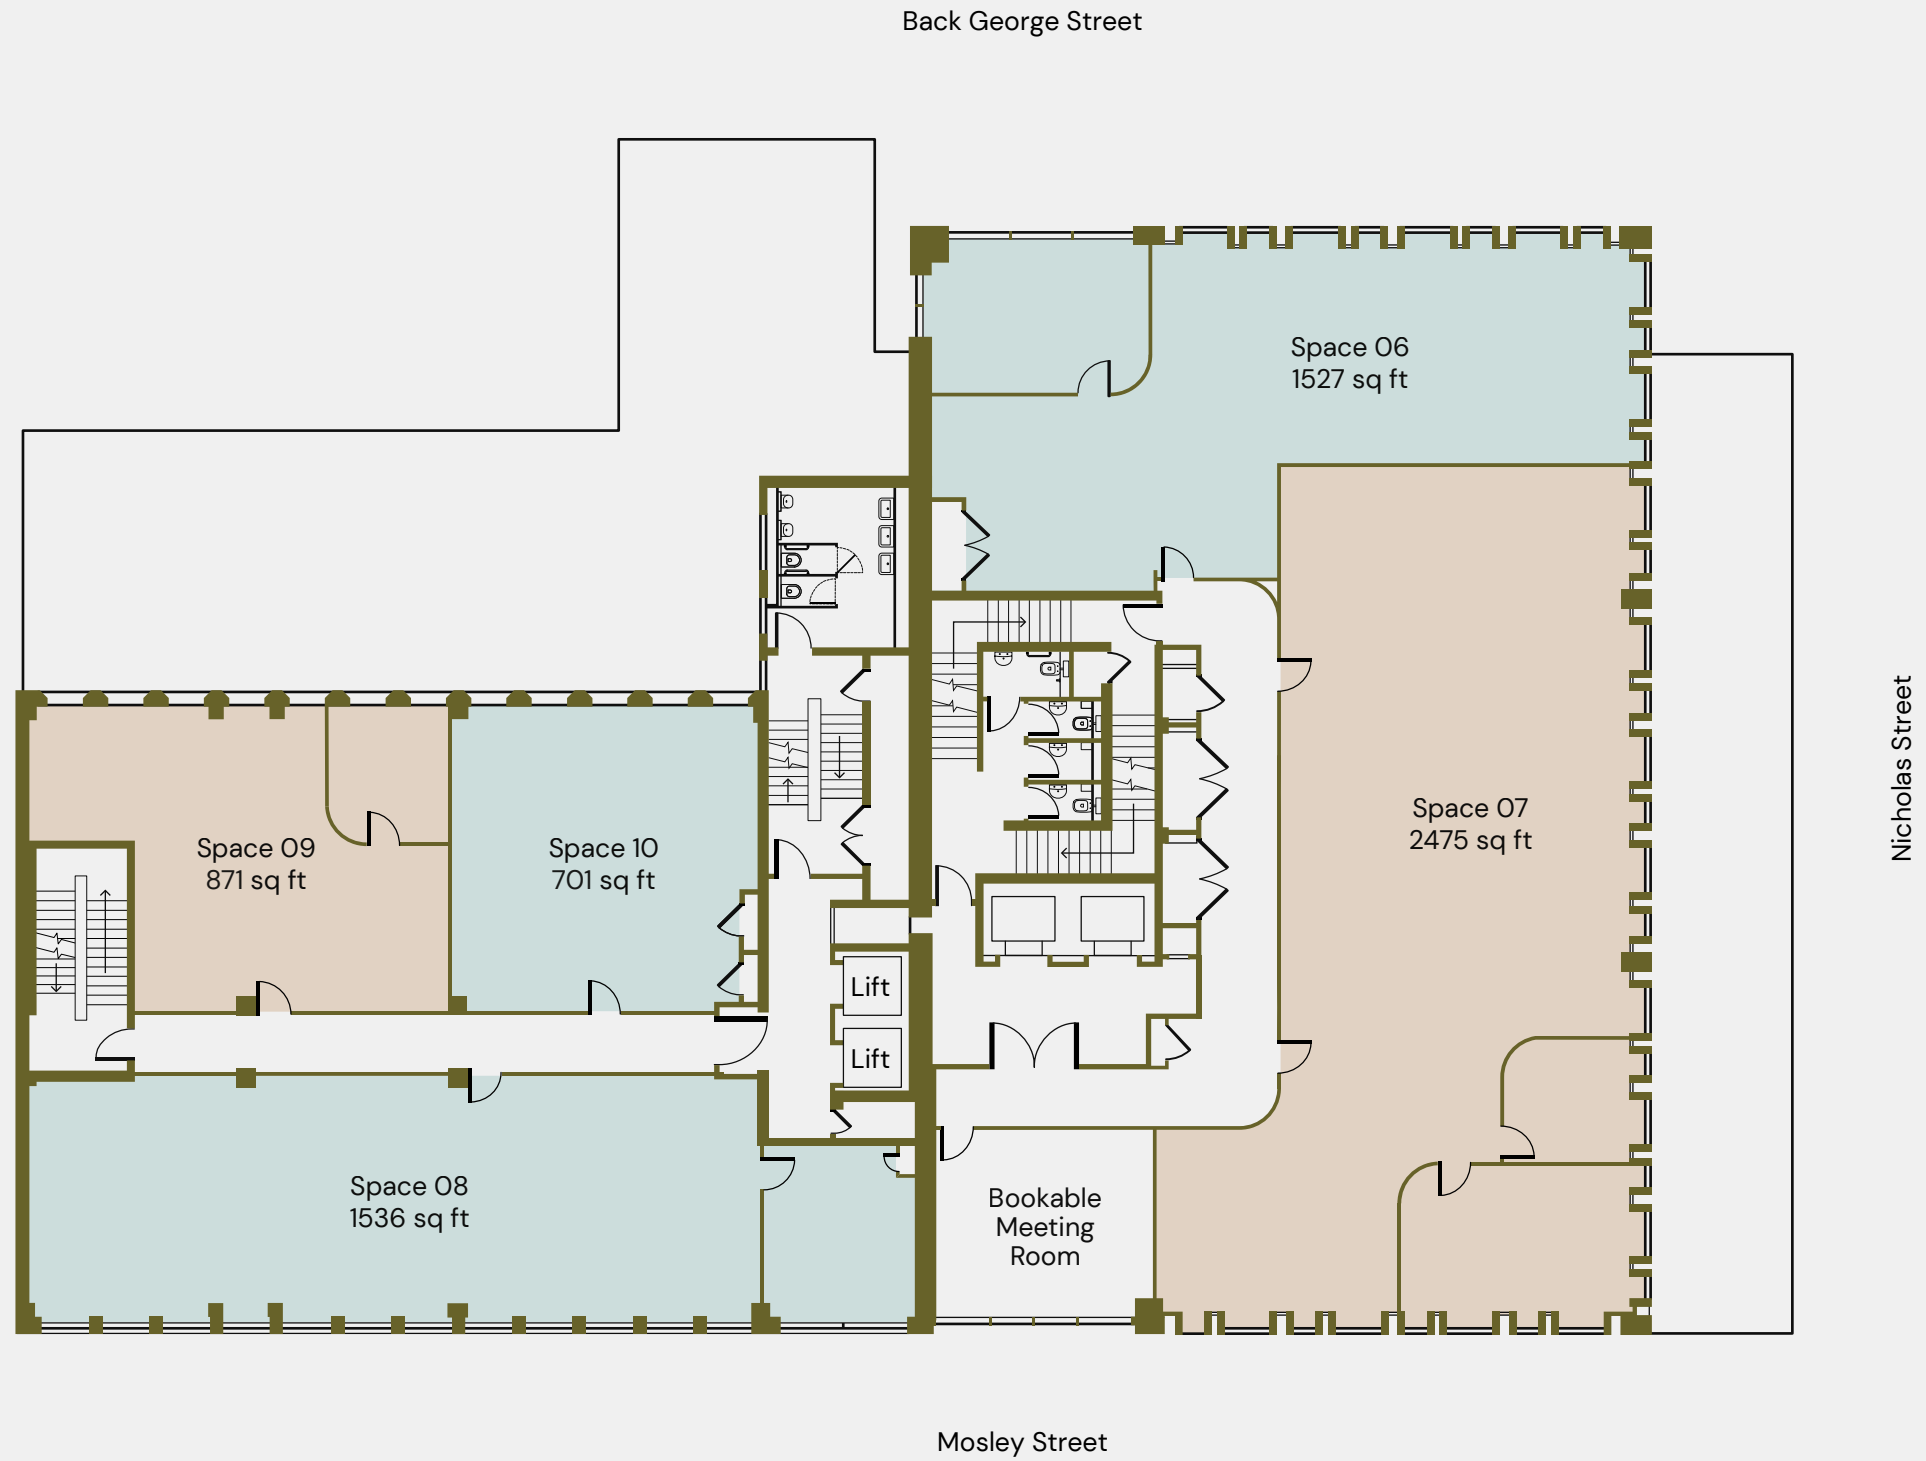 Back George Street
Space 06
1527 sq ft
Nicholas Street
Space 07
2475 sq ft
Space 09
871 sq ft
Space 10
701 sq ft
Lift
Lift
Space 08
1536 sq ft
Bookable
Meeting
Room
Mosley Street